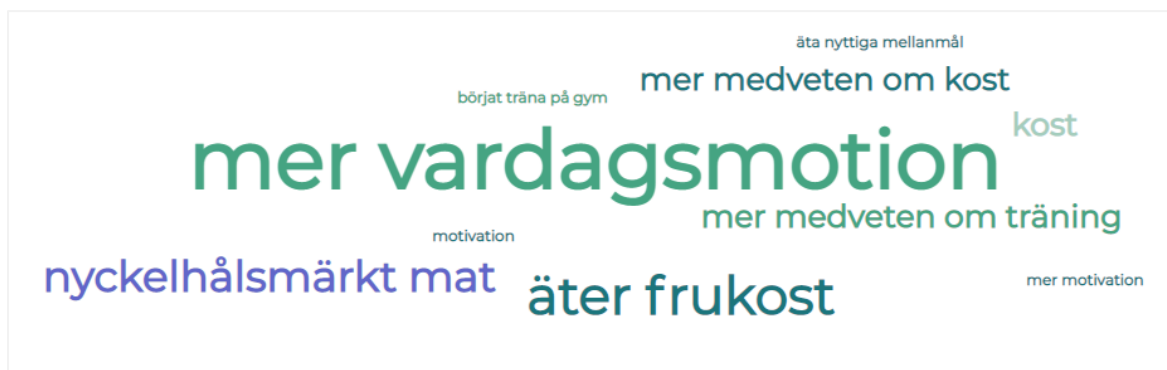 äta nyttiga mellanmål
mer medveten om kost
börjat träna på gym
kost
mer vardagsmotion
mer medveten om träning
motivation
nyckelhålsmärkt mat
äter frukost
mer motivation